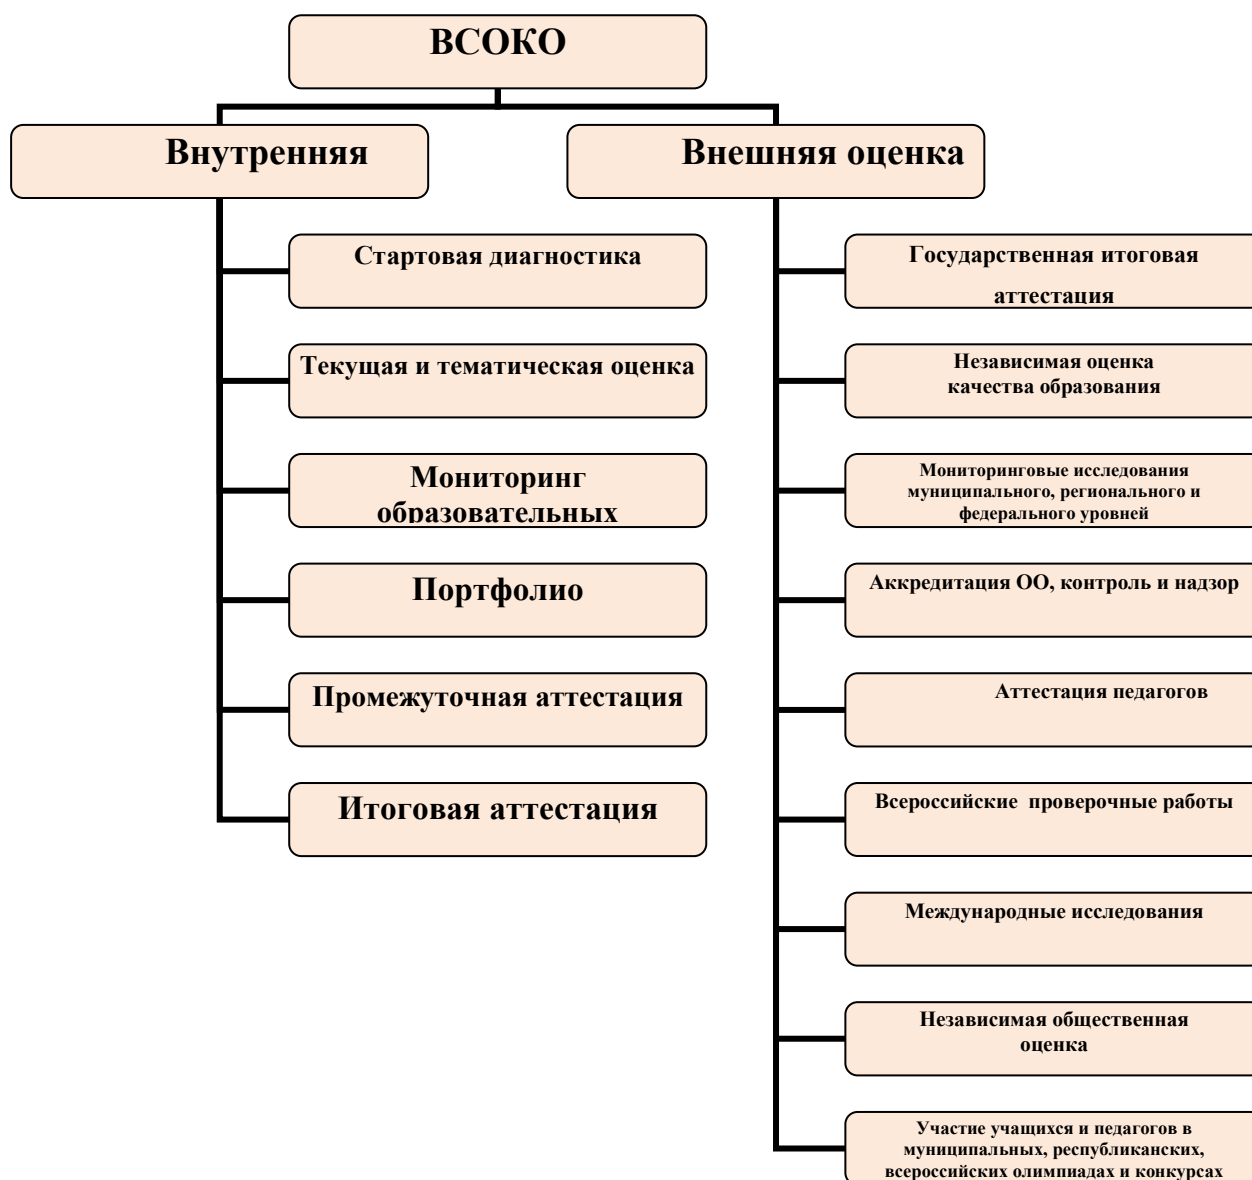 ВСОКО
Внутренняя
Внешняя оценка
Стартовая диагностика
Текущая и тематическая оценка
Мониторинг
образовательных
Портфолио
Промежуточная аттестация
Итоговая аттестация
Государственная итоговая
аттестация
Независимая оценка
качества образования
Мониторинговые исследования
муниципального, регионального и
федерального уровней
Аккредитация ОО, контроль и надзор
Аттестация педагогов
Всероссийские проверочные работы
Международные исследования
Независимая общественная
оценка
Участие учащихся и педагогов в
муниципальных, республиканских,
всероссийских олимпиадах и конкурсах